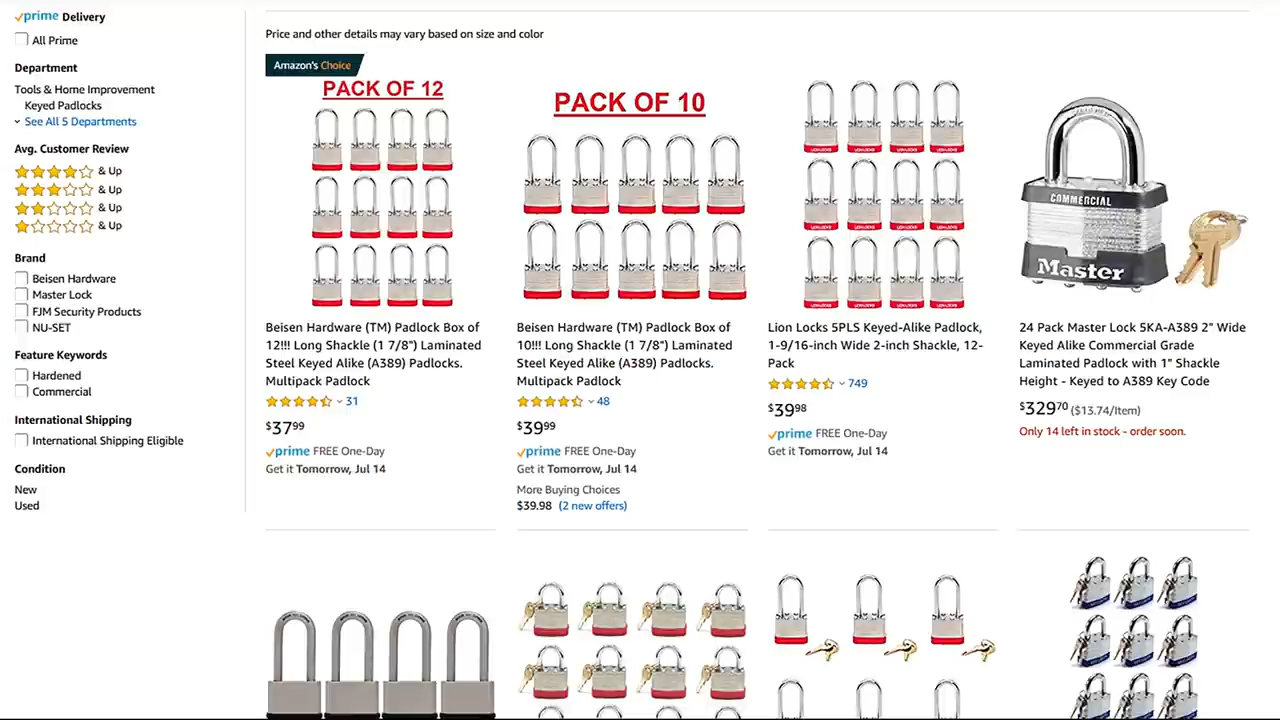 prime Delivery
All Prime
Department
Tools & Home Improvement
Keyed Padlocks
See All 5 Departments
Avg. Customer Review
& Up
& Up
& Up
& Up
Brand
Beisen Hardware
Master Lock
FJM Security Products
NU-SET
Feature Keywords
Hardened
Commercial
International Shipping
International Shipping Eligible
Condition
New
Used
Price and other details may vary based on size and color
Amazon's Choice
PACK OF 12
Beisen Hardware (TM) Padlock Box of
12!!! Long Shackle (1 7/8") Laminated
Steel Keyed Alike (A389) Padlocks.
Multipack Padlock
31
$3799
prime FREE One-Day
Get it Tomorrow, Jul 14
PACK OF 10
Beisen Hardware (TM) Padlock Box of
10!!! Long Shackle (1 7/8") Laminated
Steel Keyed Alike (A389) Padlocks.
Multipack Padlock
48
$3999
prime FREE One-Day
Get it Tomorrow, Jul 14
More Buying Choices
$39.98 (2 new offers)
Lion Locks 5PLS Keyed-Alike Padlock,
1-9/16-inch Wide 2-inch Shackle, 12-
Pack
749
$3998
prime FREE One-Day
Get it Tomorrow, Jul 14
COMMERCIAL
Master
24 Pack Master Lock 5KA-A389 2" Wide
Keyed Alike Commercial Grade
Laminated Padlock with 1" Shackle
Height - Keyed to A389 Key Code
$32970 ($13.74/Item)
Only 14 left in stock - order soon.